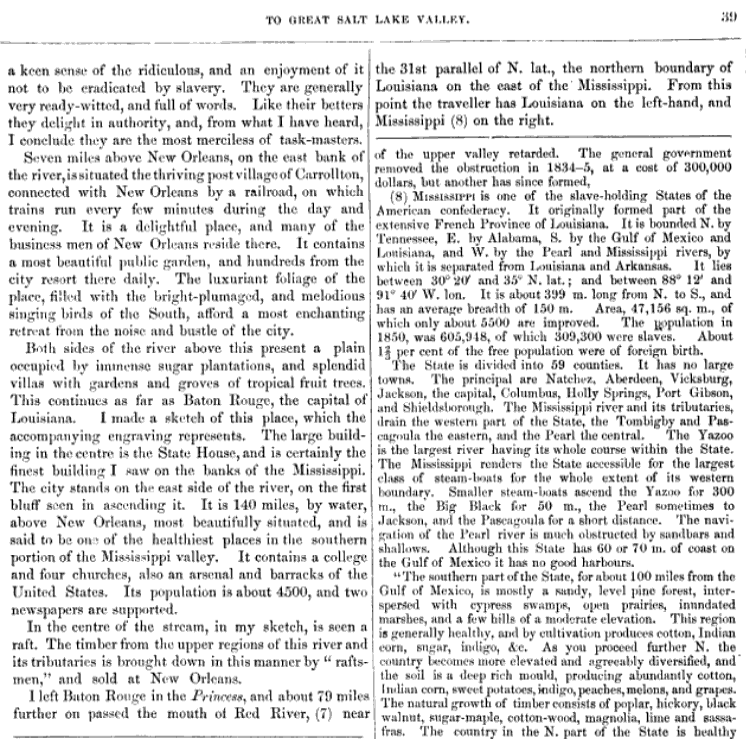 TO GREAT SALT LAKE VALLEY.
39
a keen sense of the ridiculous, and an enjoyment of it
not to be eradicated by slavery. They are generally
very ready-witted, and full of words. Like their betters
they delight in authority, and, from what I have heard,
I conclude they are the most merciless of task-masters.
Seven miles above New Orleans, on the east bank of
the river, is situated the thriving post village of Carrollton,
connected with New Orleans by a railroad, on which
trains run every few minutes during the day and
evening. It is a delightful place, and many of the
business men of New Orleans reside there. It contains
a most beautiful public garden, and hundreds from the
city resort there daily. The luxuriant foliage of the
place, filled with the bright-plumaged, and melodious
singing birds of the South, afford a most enchanting
retreat from the noise and bustle of the city.
Both sides of the river above this present a plain
occupied by immense sugar plantations, and splendid
villas with gardens and groves of tropical fruit trees.
This continues as far as Baton Rouge, the capital of
Louisiana. I made a sketch of this place, which the
accompanying engraving represents. The large build-
ing in the centre is the State House, and is certainly the
finest building I saw on the banks of the Mississippi.
The city stands on the east side of the river, on the first
bluff seen in ascending it. It is 140 miles, by water,
above New Orleans, most beautifully situated, and is
said to be one of the healthiest places in the southern
portion of the Mississippi valley. It contains a college
and four churches, also an arsenal and barracks of the
United States. Its population is about 4500, and two
newspapers are supported.
In the centre of the stream, in my sketch, is seen a
raft. The timber from the upper regions of this river and
its tributaries is brought down in this manner by "rafts-
men," and sold at New Orleans.
I left Baton Rouge in the Princess, and about 79 miles
further on passed the mouth of Red River, (7) near
the 31st parallel of N. lat., the northern boundary of
Louisiana on the east of the Mississippi. From this
point the traveller has Louisiana on the left-hand, and
Mississippi (8) on the right.
of the upper valley retarded. The general government
removed the obstruction in 1834-5, at a cost of 300,000
dollars, but another has since formed,
(8) MISSISSIPPI is one of the slave-holding States of the
American confederacy. It originally formed part of the
extensive French Province of Louisiana. It is bounded N. by
Tennessee, E. by Alabama, S. by the Gulf of Mexico and
Louisiana, and W. by the Pearl and Mississippi rivers, by
which it is separated from Louisiana and Arkansas. It lies
between 30° 20′ and 35° N. lat.; and between 88° 12′ and
91° 40′ W. lon. It is about 399 m. long from N. to S., and
has an average breadth of 150 m. Area, 47,156 sq. m., of
which only about 5500 are improved. The population in
1850, was 605,948, of which 309,300 were slaves. About
1⅔ per cent of the free population were of foreign birth.
The State is divided into 59 counties. It has no large
towns. The principal are Natchez, Aberdeen, Vicksburg,
Jackson, the capital, Columbus, Holly Springs, Port Gibson,
and Shieldsborough. The Mississippi river and its tributaries,
drain the western part of the State, the Tombigby and Pas-
cagoula the eastern, and the Pearl the central. The Yazoo
is the largest river having its whole course within the State.
The Mississippi renders the State accessible for the largest
class of steam-boats for the whole extent of its western
boundary. Smaller steam-boats ascend the Yazoo for 300
m., the Big Black for 50 m., the Pearl sometimes to
Jackson, and the Pascagoula for a short distance. The navi-
gation of the Pearl river is much obstructed by sandbars and
shallows. Although this State has 60 or 70 m. of coast on
the Gulf of Mexico it has no good harbours.
"The southern part of the State, for about 100 miles from the
Gulf of Mexico, is mostly a sandy, level pine forest, inter-
spersed with cypress swamps, open prairies, inundated
marshes, and a few hills of a moderate elevation. This region
is generally healthy, and by cultivation produces cotton, Indian
corn, sugar, indigo, &c. As you proceed further N. the
country becomes more elevated and agreeably diversified, and
the soil is a deep rich mould, producing abundantly cotton,
Indian corn, sweet potatoes, indigo, peaches, melons, and grapes.
The natural growth of timber consists of poplar, hickory, black
walnut, sugar-maple, cotton-wood, magnolia, lime and sassa-
fras. The country in the N. part of the State is healthy